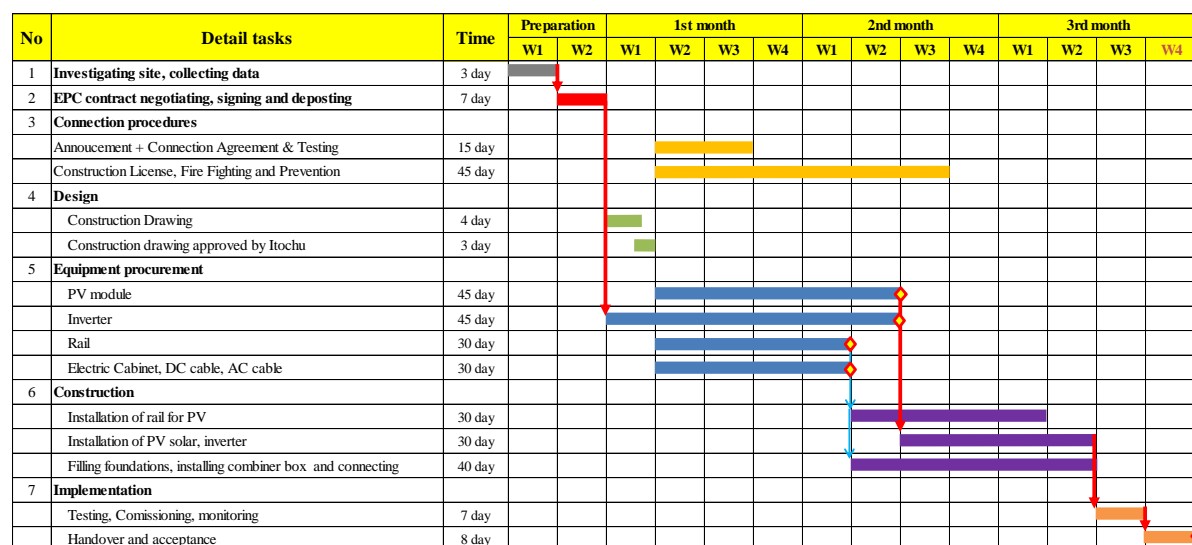 No Detail tasks Time Preparation 1st month 2nd month 3rd month
W1 W2 W1 W2 W3 W4 W1 W2 W3 W4 W1 W2 W3 W4
1 Investigating site, collecting data 3 day
2 EPC contract negotiating, signing and deposting 7 day
3 Connection procedures
Annoucement + Connection Agreement & Testing 15 day
Construction License, Fire Fighting and Prevention 45 day
4 Design
Construction Drawing 4 day
Construction drawing approved by Itochu 3 day
5 Equipment procurement
PV module 45 day
Inverter 45 day
Rail 30 day
Electric Cabinet, DC cable, AC cable 30 day
6 Construction
Installation of rail for PV 30 day
Installation of PV solar, inverter 30 day
Filling foundations, installing combiner box and connecting 40 day
7 Implementation
Testing, Comissioning, monitoring 7 day
Handover and acceptance 8 day